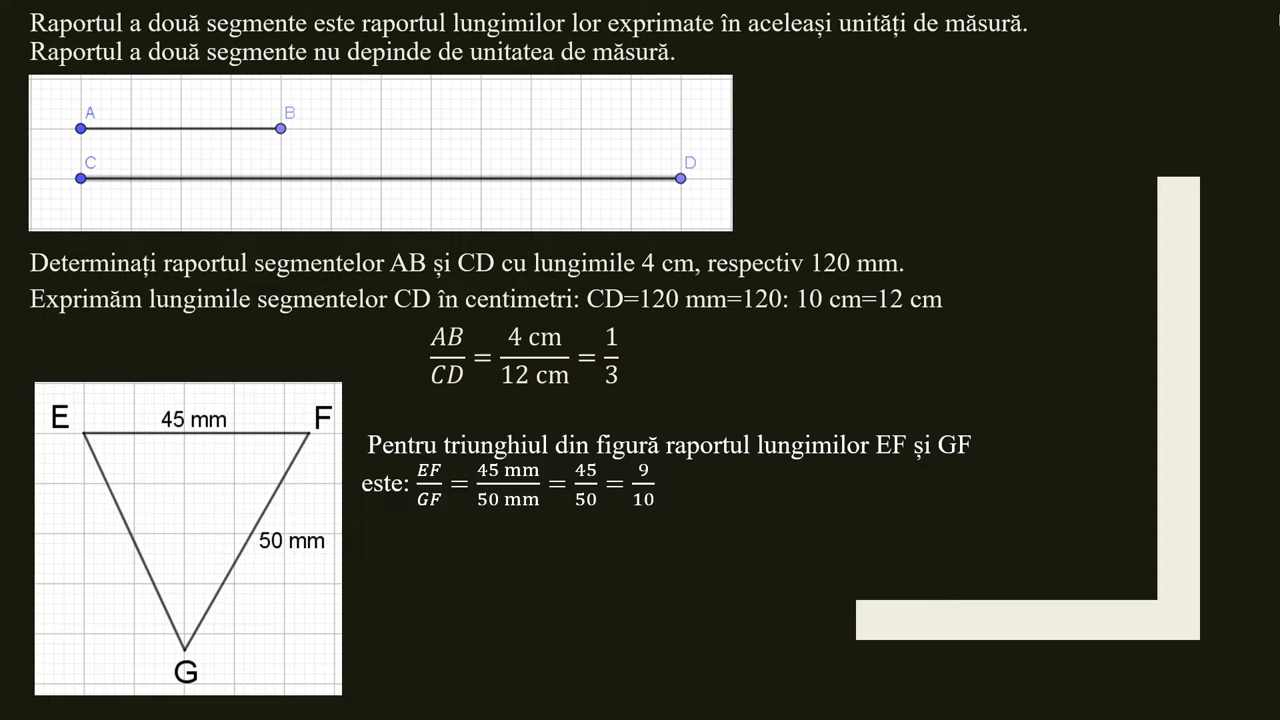 Raportul a două segmente este raportul lungimilor lor exprimate în aceleași unități de măsură.
Raportul a două segmente nu depinde de unitatea de măsură.
A B
C D
Determinați raportul segmentelor AB și CD cu lungimile 4 cm, respectiv 120 mm.
Exprimăm lungimile segmentelor CD în centimetri: CD=120 mm=120: 10 cm=12 cm
AB/CD = 4 cm/12 cm = 1/3
E 45 mm F
Pentru triunghiul din figură raportul lungimilor EF și GF
este: EF/GF = 45 mm/50 mm = 45/50 = 9/10
50 mm
G